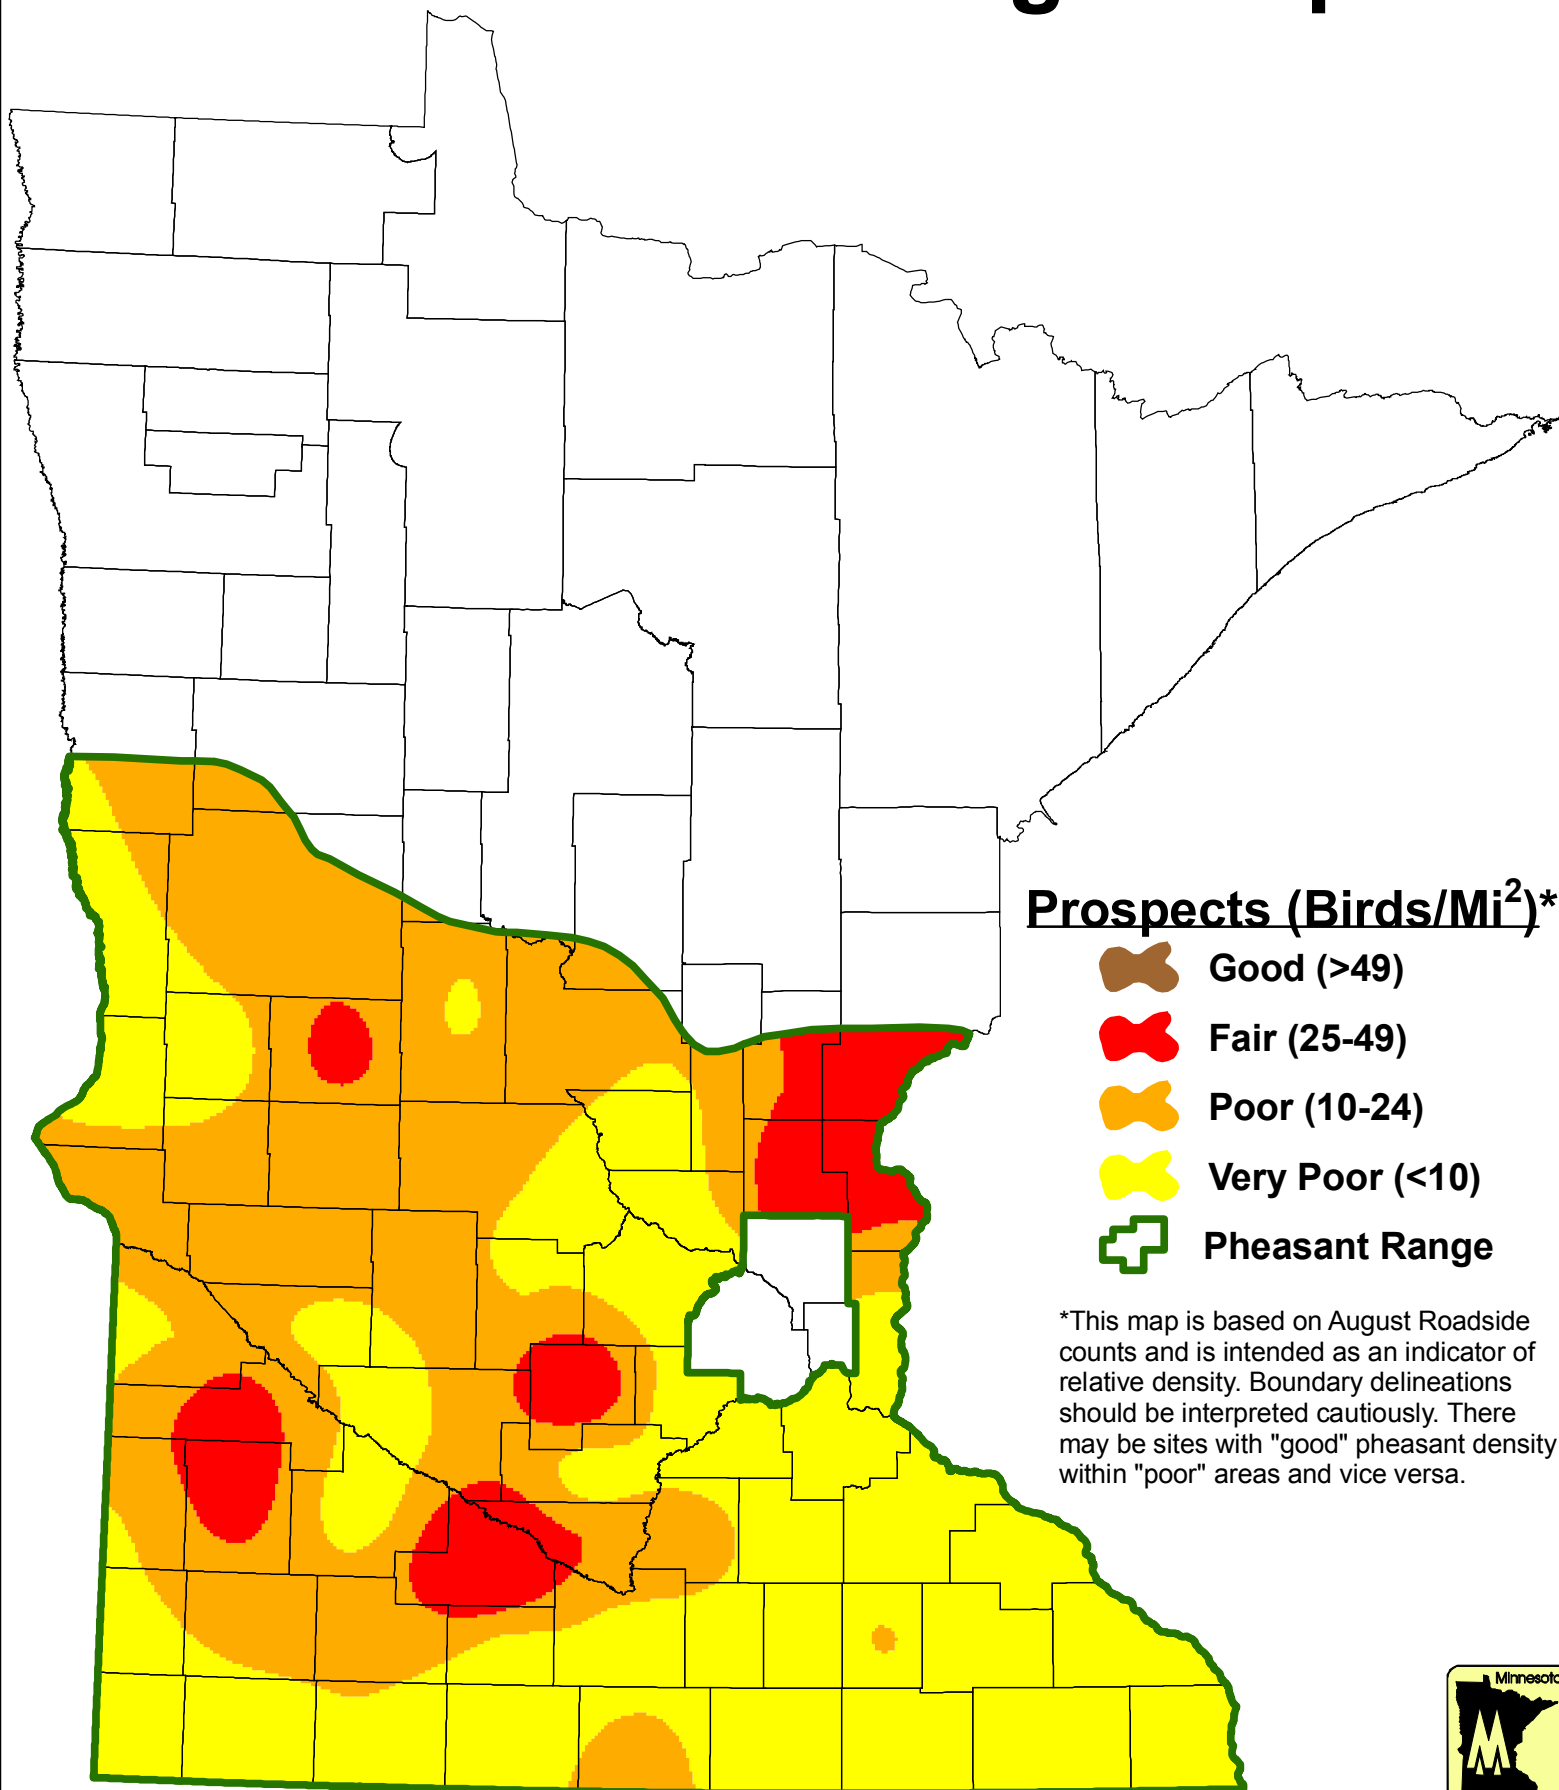 Prospects (Birds/Mi2)*
Good (>49)
Fair (25-49)
Poor (10-24)
Very Poor (<10)
Pheasant Range
*This map is based on August Roadside
counts and is intended as an indicator of
relative density. Boundary delineations
should be interpreted cautiously. There
may be sites with "good" pheasant density
within "poor" areas and vice versa.
Minnesota